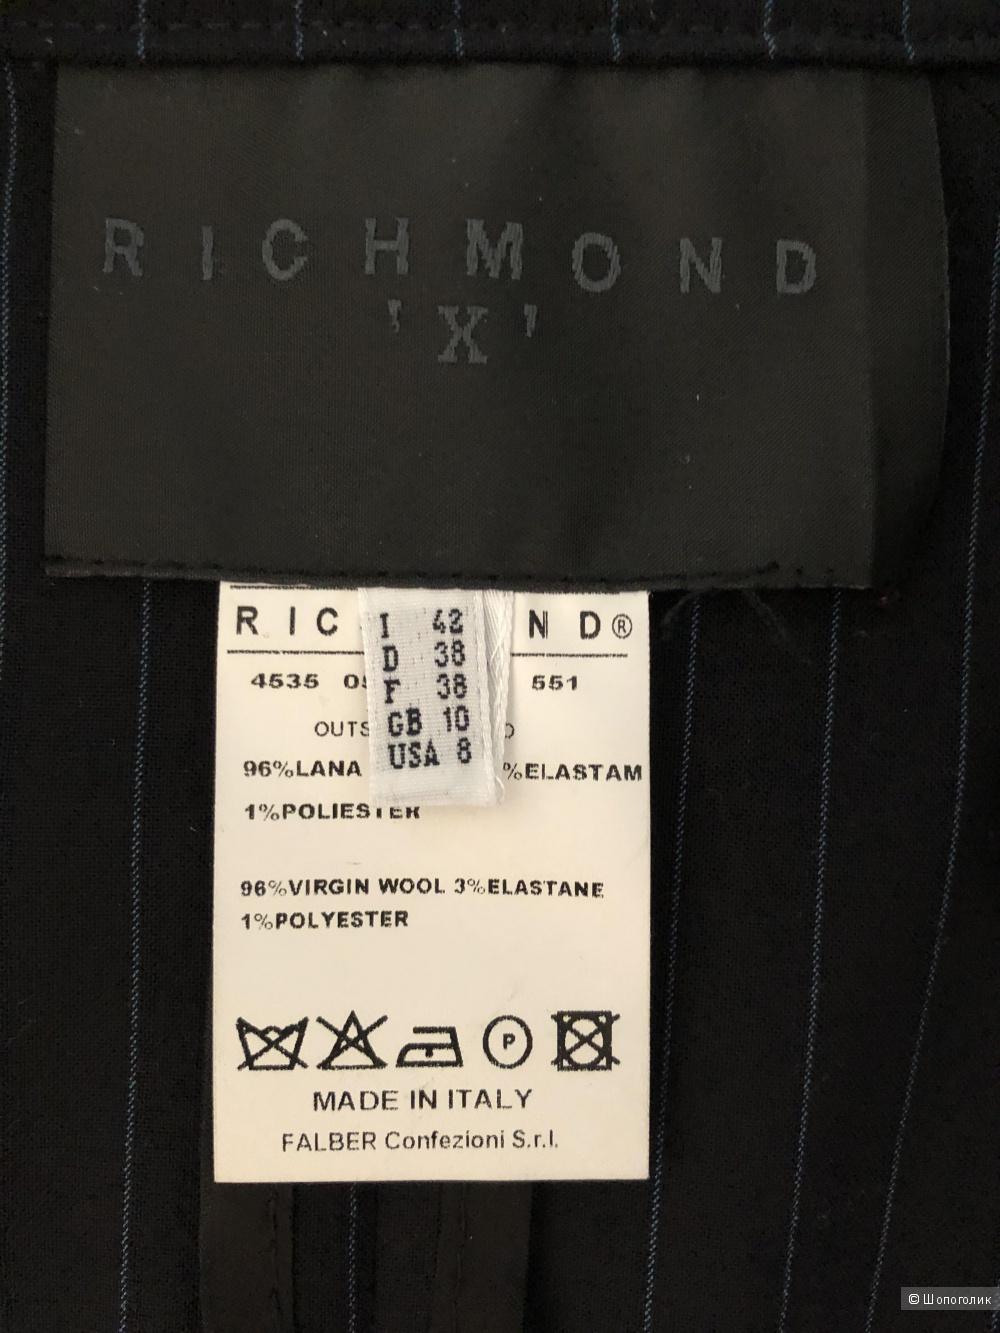 RICHMOND
'X'
RIC ND®
I 42
D 38
F 38
GB 10
USA 8
4535 551
96%LANA %ELASTAM
1%POLIESTER
96%VIRGIN WOOL 3%ELASTANE
1%POLYESTER
P
MADE IN ITALY
FALBER Confezioni S.r.l.
© Шопоголик